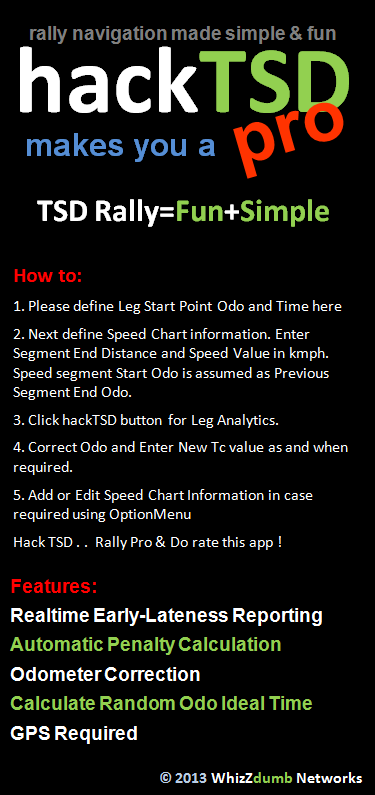 rally navigation made simple & fun
hackTSD
makes you a pro
TSD Rally=Fun+Simple
How to:
1. Please define Leg Start Point Odo and Time here
2. Next define Speed Chart information. Enter
Segment End Distance and Speed Value in kmph.
Speed segment Start Odo is assumed as Previous
Segment End Odo.
3. Click hackTSD button for Leg Analytics.
4. Correct Odo and Enter New Tc value as and when
required.
5. Add or Edit Speed Chart Information in case
required using OptionMenu
Hack TSD . . Rally Pro & Do rate this app !
Features:
Realtime Early-Lateness Reporting
Automatic Penalty Calculation
Odometer Correction
Calculate Random Odo Ideal Time
GPS Required
© 2013 WhizZdumb Networks